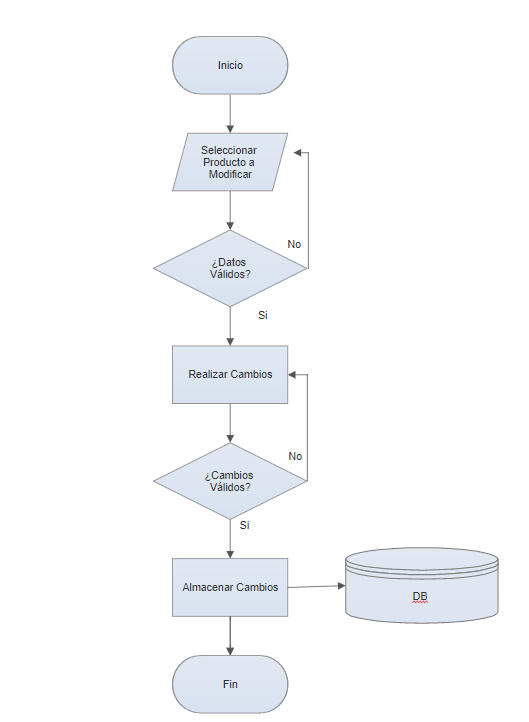 Inicio
Seleccionar
Producto a
Modificar
No
¿Datos
Válidos?
Si
Realizar Cambios
No
¿Cambios
Válidos?
Si
Almacenar Cambios
DB
Fin